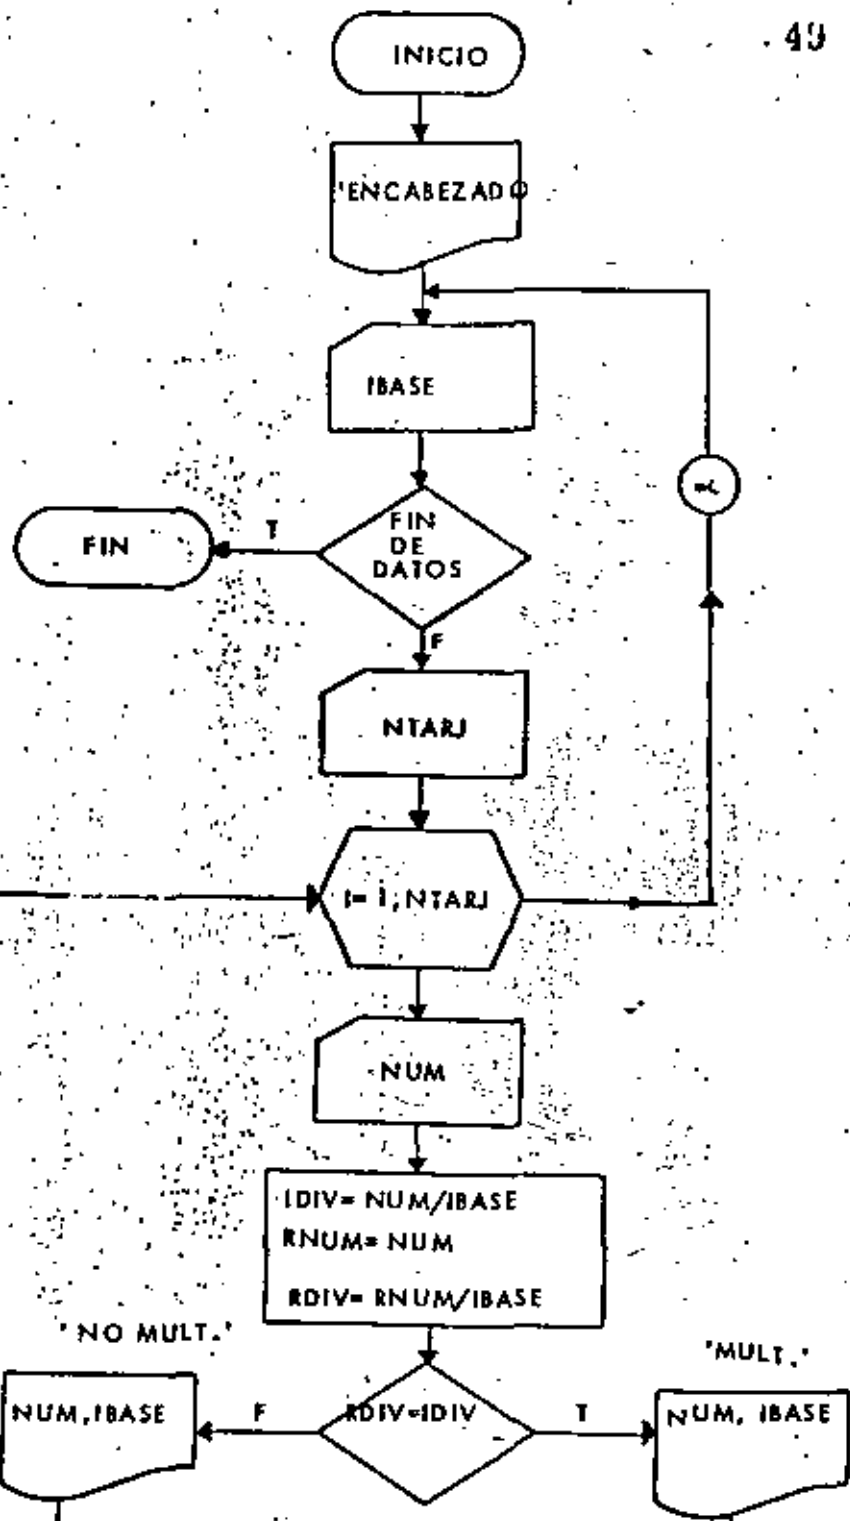 49
INICIO
'ENCABEZADO
IBASE
FIN
DE
DATOS
T
FIN
F
NTARJ
I= 1,NTARJ
NUM
IDIV= NUM/IBASE
RNUM= NUM
RDIV= RNUM/IBASE
'NO MULT.'
'MULT.'
NUM,IBASE
F
RDIV=IDIV
T
NUM, IBASE